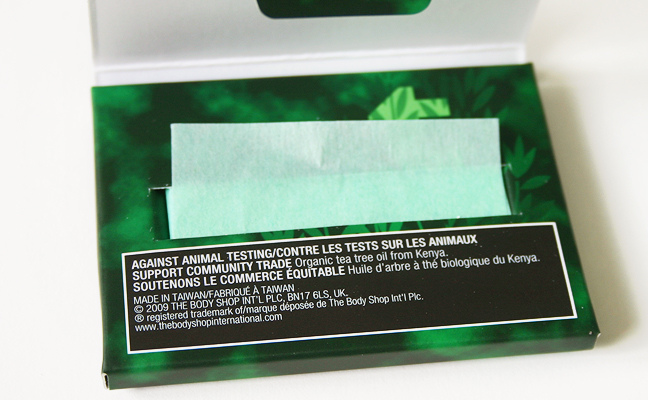 AGAINST ANIMAL TESTING/CONTRE LES TESTS SUR LES ANIMAUX
SUPPORT COMMUNITY TRADE Organic tea tree oil from Kenya.
SOUTENONS LE COMMERCE ÉQUITABLE Huile d'arbre à thé biologique du Kenya.
MADE IN TAIWAN/FABRIQUÉ À TAIWAN
© 2009 THE BODY SHOP INT'L PLC, BN17 6LS, UK.
® registered trademark of/marque déposée de The Body Shop Int'l Plc.
www.thebodyshopinternational.com